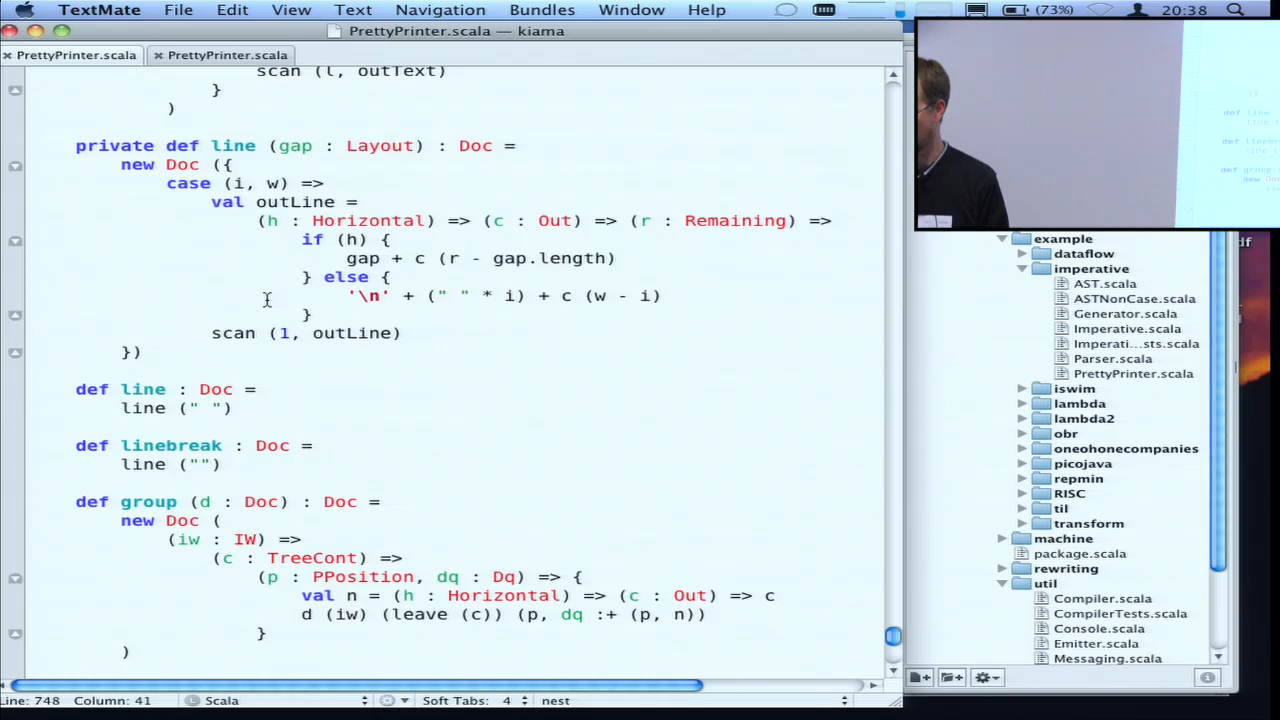 TextMate File Edit View Text Navigation Bundles Window Help (73%) 20:38
PrettyPrinter.scala — kiama
PrettyPrinter.scala PrettyPrinter.scala
scan (l, outText)
}
)
private def line (gap : Layout) : Doc =
new Doc ({
case (i, w) =>
val outLine =
(h : Horizontal) => (c : Out) => (r : Remaining) =>
if (h) {
gap + c (r - gap.length)
} else {
'\n' + (" " * i) + c (w - i)
}
scan (1, outLine)
})
def line : Doc =
line (" ")
def linebreak : Doc =
line ("")
def group (d : Doc) : Doc =
new Doc (
(iw : IW) =>
(c : TreeCont) =>
(p : PPosition, dq : Dq) => {
val n = (h : Horizontal) => (c : Out) => c
d (iw) (leave (c)) (p, dq :+ (p, n))
}
)
Line: 748 Column: 41 Scala Soft Tabs: 4 nest
example
dataflow
imperative
AST.scala
ASTNonCase.scala
Generator.scala
Imperative.scala
Imperati...sts.scala
Parser.scala
PrettyPrinter.scala
iswim
lambda
lambda2
obr
oneohonecompanies
picojava
repmin
RISC
til
transform
machine
package.scala
rewriting
util
Compiler.scala
CompilerTests.scala
Console.scala
Emitter.scala
Messaging.scala
df